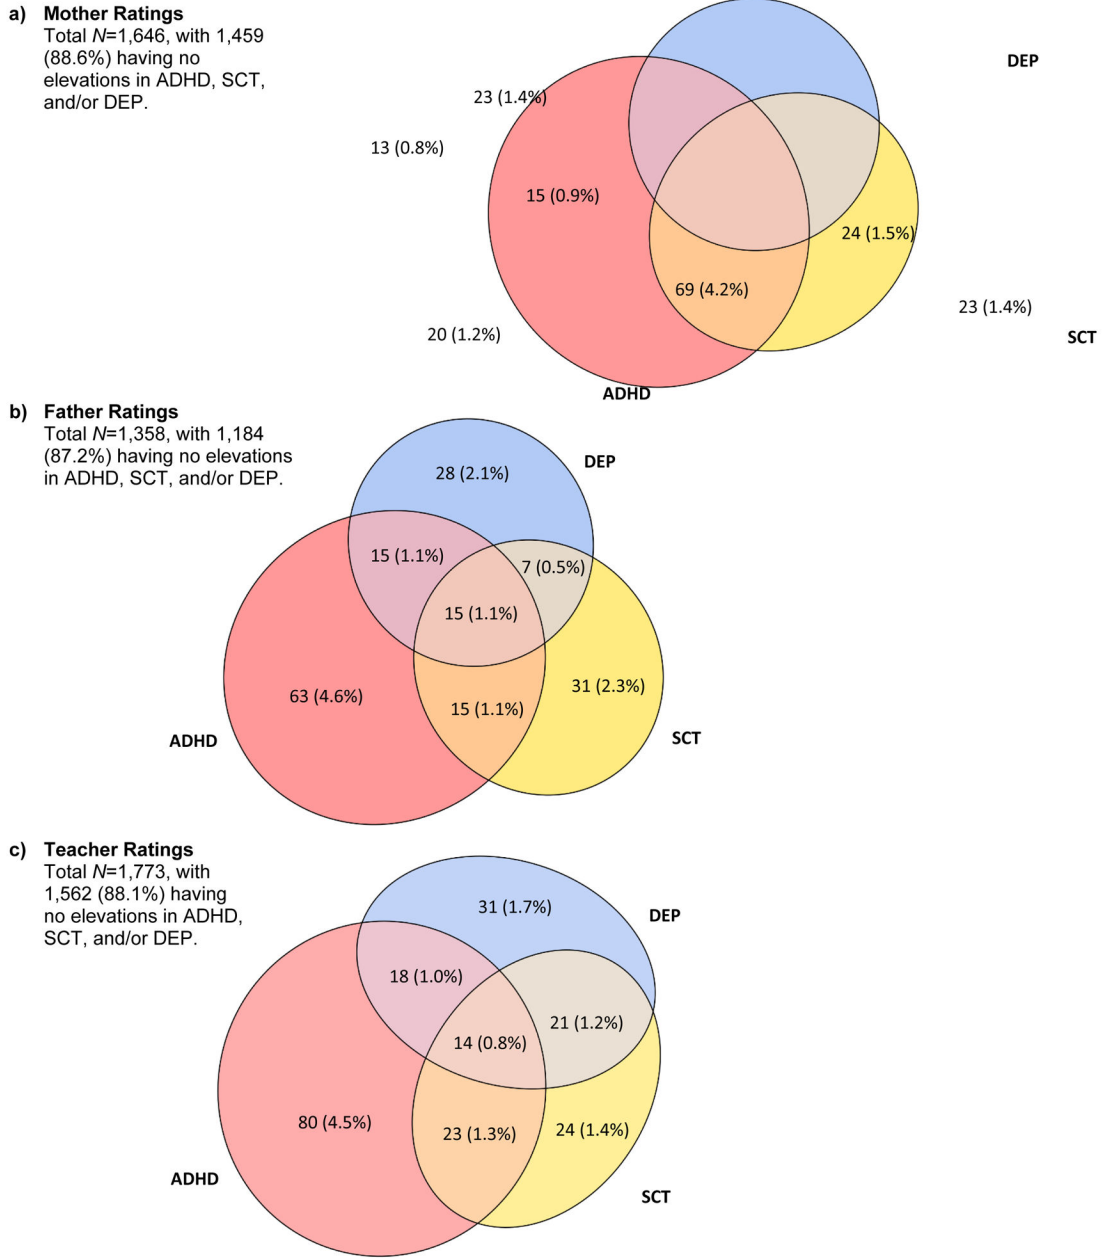 a) Mother Ratings
Total N=1,646, with 1,459
(88.6%) having no
elevations in ADHD, SCT,
and/or DEP.
DEP
23 (1.4%)
13 (0.8%)
15 (0.9%)
24 (1.5%)
69 (4.2%)
23 (1.4%)
20 (1.2%)
SCT
ADHD
b) Father Ratings
Total N=1,358, with 1,184
(87.2%) having no elevations
in ADHD, SCT, and/or DEP.
DEP
28 (2.1%)
15 (1.1%)
7 (0.5%)
15 (1.1%)
63 (4.6%)
31 (2.3%)
15 (1.1%)
ADHD
SCT
c) Teacher Ratings
Total N=1,773, with
1,562 (88.1%) having
no elevations in ADHD,
SCT, and/or DEP.
31 (1.7%)
DEP
18 (1.0%)
21 (1.2%)
14 (0.8%)
80 (4.5%)
23 (1.3%)
24 (1.4%)
ADHD
SCT